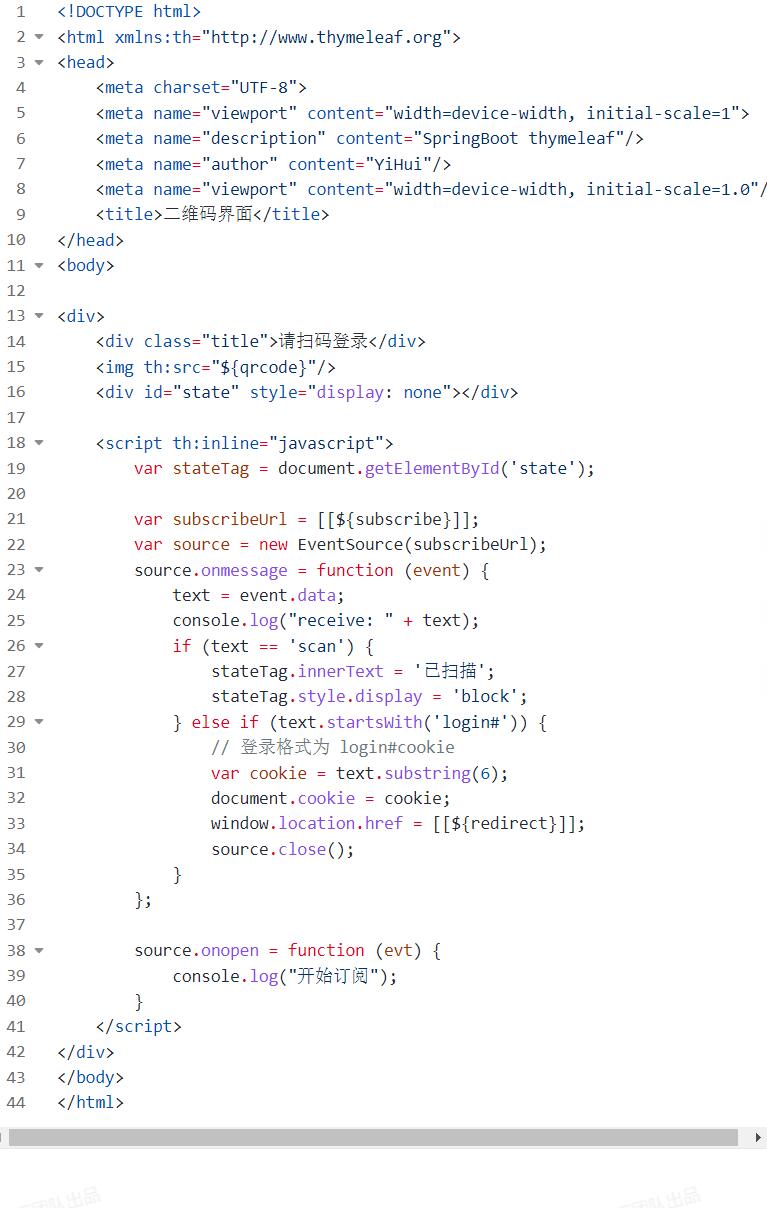 1 <!DOCTYPE html>
2 <html xmlns:th="http://www.thymeleaf.org">
3 <head>
4     <meta charset="UTF-8">
5     <meta name="viewport" content="width=device-width, initial-scale=1">
6     <meta name="description" content="SpringBoot thymeleaf"/>
7     <meta name="author" content="YiHui"/>
8     <meta name="viewport" content="width=device-width, initial-scale=1.0"/
9     <title>二维码界面</title>
10 </head>
11 <body>
12
13 <div>
14     <div class="title">请扫码登录</div>
15     <img th:src="${qrcode}"/>
16     <div id="state" style="display: none"></div>
17
18     <script th:inline="javascript">
19         var stateTag = document.getElementById('state');
20
21         var subscribeUrl = [[${subscribe}]];
22         var source = new EventSource(subscribeUrl);
23         source.onmessage = function (event) {
24             text = event.data;
25             console.log("receive: " + text);
26             if (text == 'scan') {
27                 stateTag.innerText = '已扫描';
28                 stateTag.style.display = 'block';
29             } else if (text.startsWith('login#')) {
30                 // 登录格式为 login#cookie
31                 var cookie = text.substring(6);
32                 document.cookie = cookie;
33                 window.location.href = [[${redirect}]];
34                 source.close();
35             }
36         };
37
38         source.onopen = function (evt) {
39             console.log("开始订阅");
40         }
41     </script>
42 </div>
43 </body>
44 </html>
团队出品 团队出品